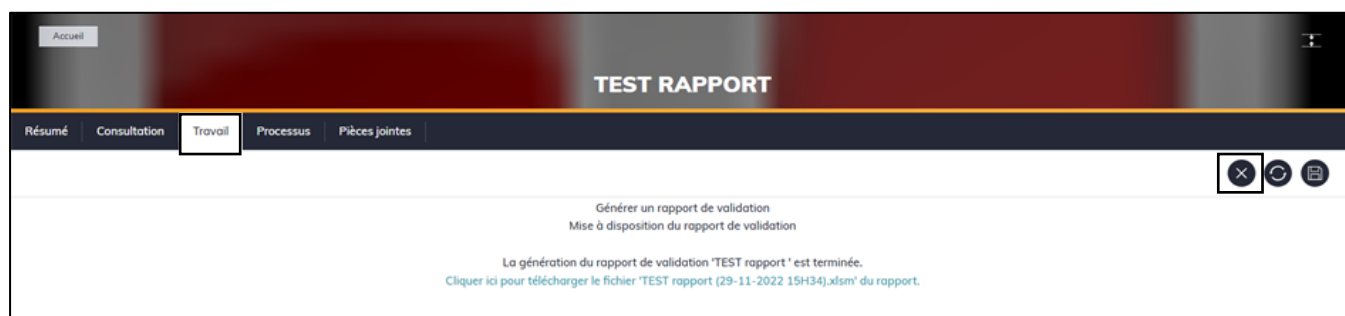 Accueil
TEST RAPPORT
Résumé Consultation Travail Processus Pièces jointes
Générer un rapport de validation
Mise à disposition du rapport de validation
La génération du rapport de validation 'TEST rapport ' est terminée.
Cliquer ici pour télécharger le fichier 'TEST rapport (29-11-2022 15H34).xlsm' du rapport.